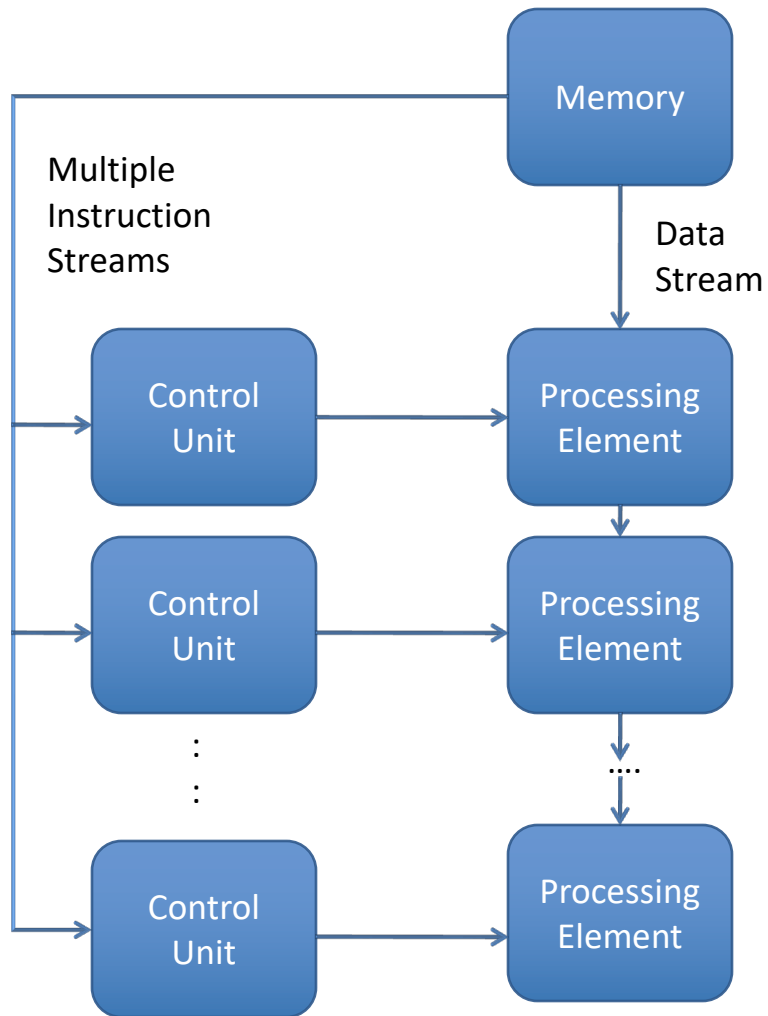 Memory
Multiple
Instruction
Streams
Data
Stream
Control
Unit
Processing
Element
Control
Unit
Processing
Element
:
:
....
Control
Unit
Processing
Element